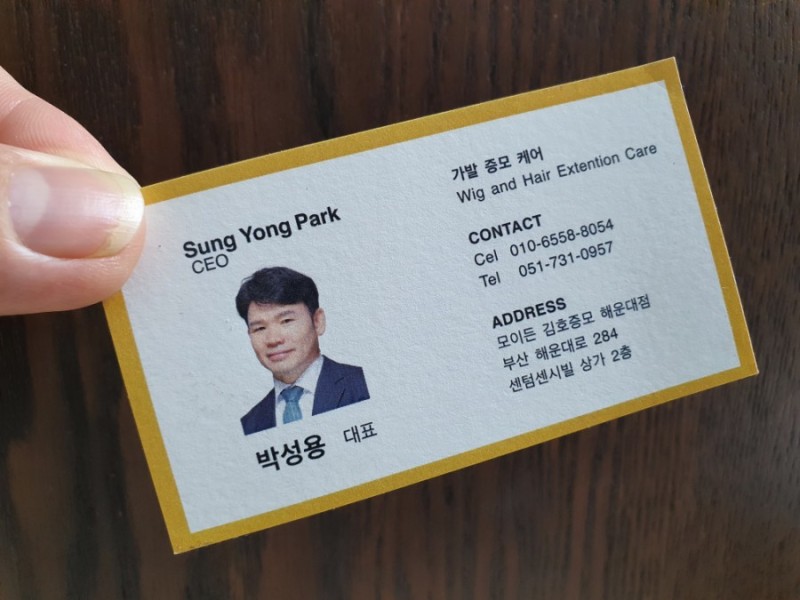 Sung Yong Park
CEO
박성용 대표
가발 증모 케어
Wig and Hair Extention Care
CONTACT
Cel 010-6558-8054
Tel 051-731-0957
ADDRESS
모이든 김호증모 해운대점
부산 해운대로 284
센텀센시빌 상가 2층